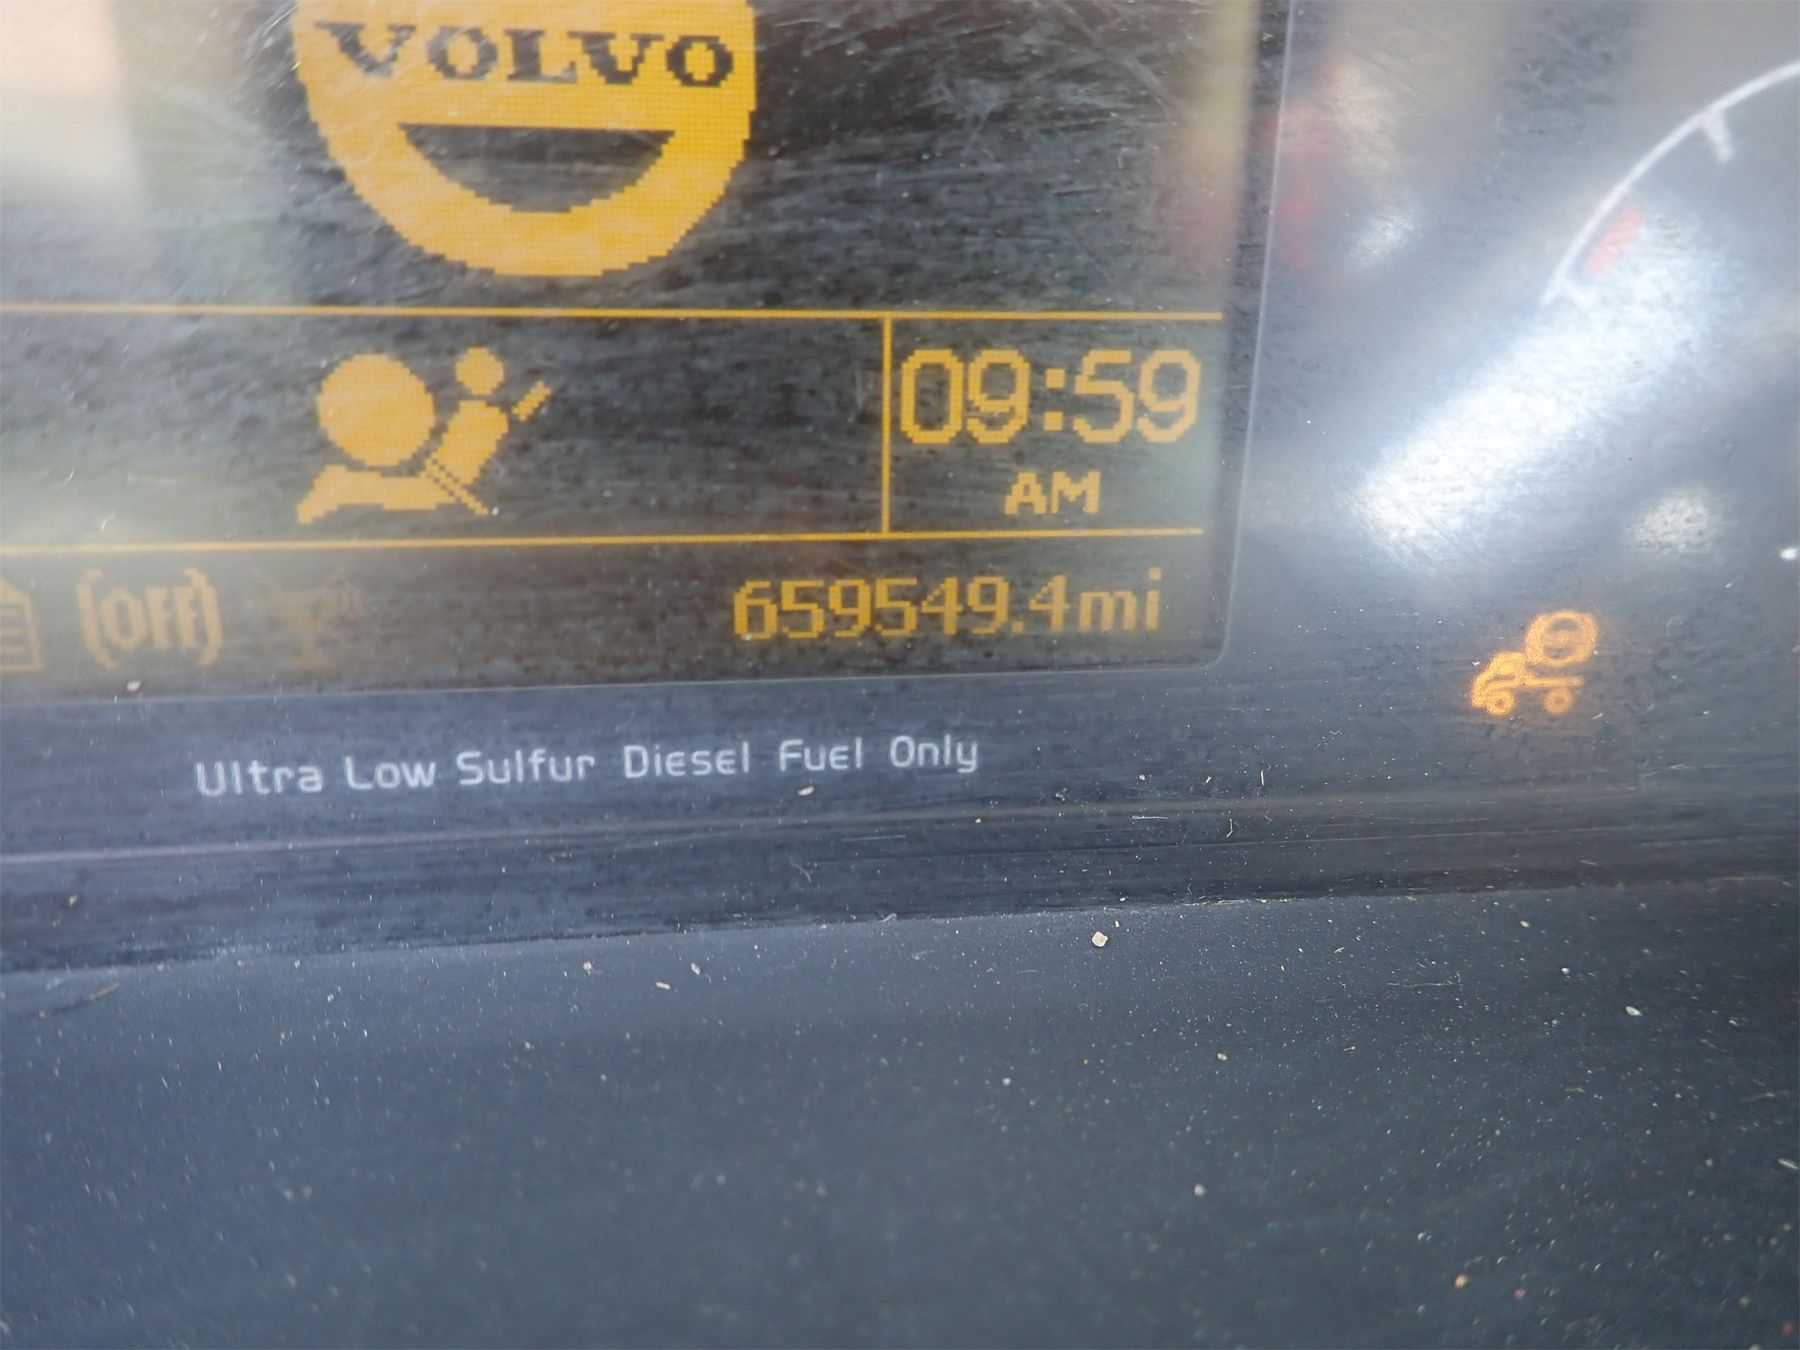 VOLVO
09:59
AM
(OFF)
659549.4mi
Ultra Low Sulfur Diesel Fuel Only